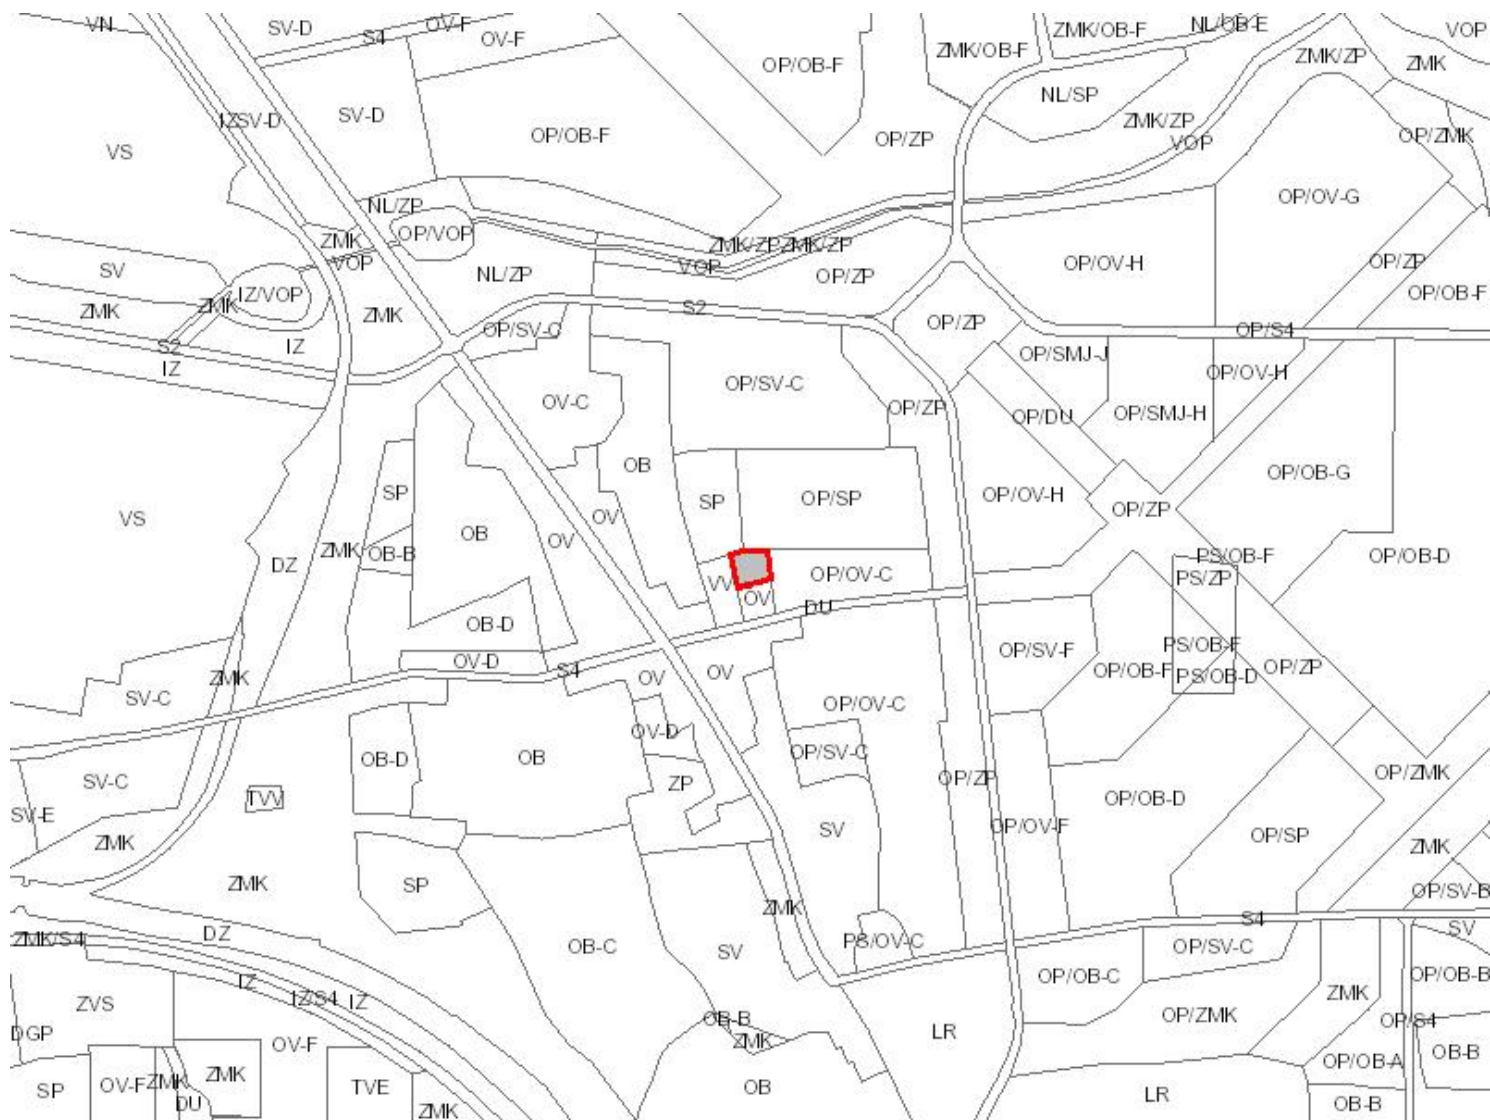 VN
SV-D
S4
OV-F
OV-F
ZMK/OB-F
ZMK/OB-F
NL/OB-E
VOP
OP/OB-F
ZMK/ZP
ZMK
NL/SP
IZSV-D
SV-D
OP/OB-F
OP/ZP
ZMK/ZP
VOP
OP/ZMK
VS
NL/ZP
OP/VOP
OP/OV-G
ZMK
VOP
ZMK/ZPZMK/ZP
VOP
SV
NL/ZP
OP/ZP
OP/OV-H
OP/ZP
OP/OB-F
IZ/VOP
ZMK
ZMK
ZMK
S2
OP/SV-C
OP/ZP
OP/S4
S2
IZ
IZ
OP/SMJ-J
OP/OV-H
OP/SV-C
OV-C
OP/ZP
OP/DU
OP/SMJ-H
OB
OP/OB-G
SP
SP
OP/SP
OP/OV-H
OP/ZP
VS
OV
OB
OV
ZMK
OB-B
DZ
VV
OV
OP/OV-C
DU
PS/OB-F
PS/ZP
OP/OB-D
OB-D
OV-D
S4
OV
OV
OP/SV-F
PS/OB-F
OP/OB-F
PS/OB-D
OP/ZP
ZMK
SV-C
OP/OV-C
OV-D
OP/SV-C
OB-D
OB
ZP
OP/ZP
OP/OB-D
OP/ZMK
SV-C
TVV
SV-E
ZMK
SV
OP/OV-F
OP/SP
ZMK
ZMK
SP
OP/SV-B
ZMK
S4
SV
ZMK/S4
DZ
OB-C
SV
PS/OV-C
OP/SV-C
OP/OB-C
OP/OB-B
ZVS
IZ
IZ/S4
IZ
ZMK
OP/ZMK
OP/S4
DGP
OV-F
OB-B
ZMK
LR
OP/OB-A
OB-B
SP
OV-F
ZMK
ZMK
DU
TVE
ZMK
OB
LR
OB-B